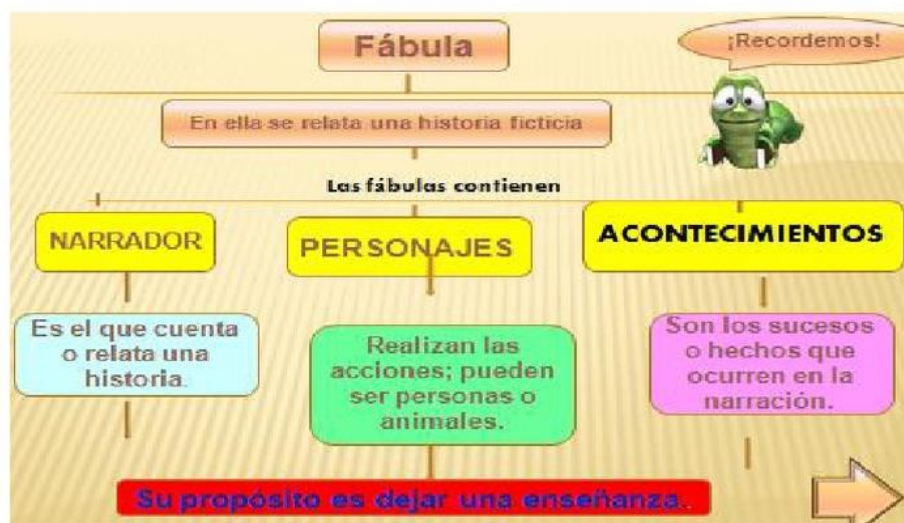 Fábula
¡Recordemos!
En ella se relata una historia ficticia
Las fábulas contienen
NARRADOR
PERSONAJES
ACONTECIMIENTOS
Es el que cuenta
o relata una
historia.
Realizan las
acciones; pueden
ser personas o
animales.
Son los sucesos
o hechos que
ocurren en la
narración.
Su propósito es dejar una enseñanza..